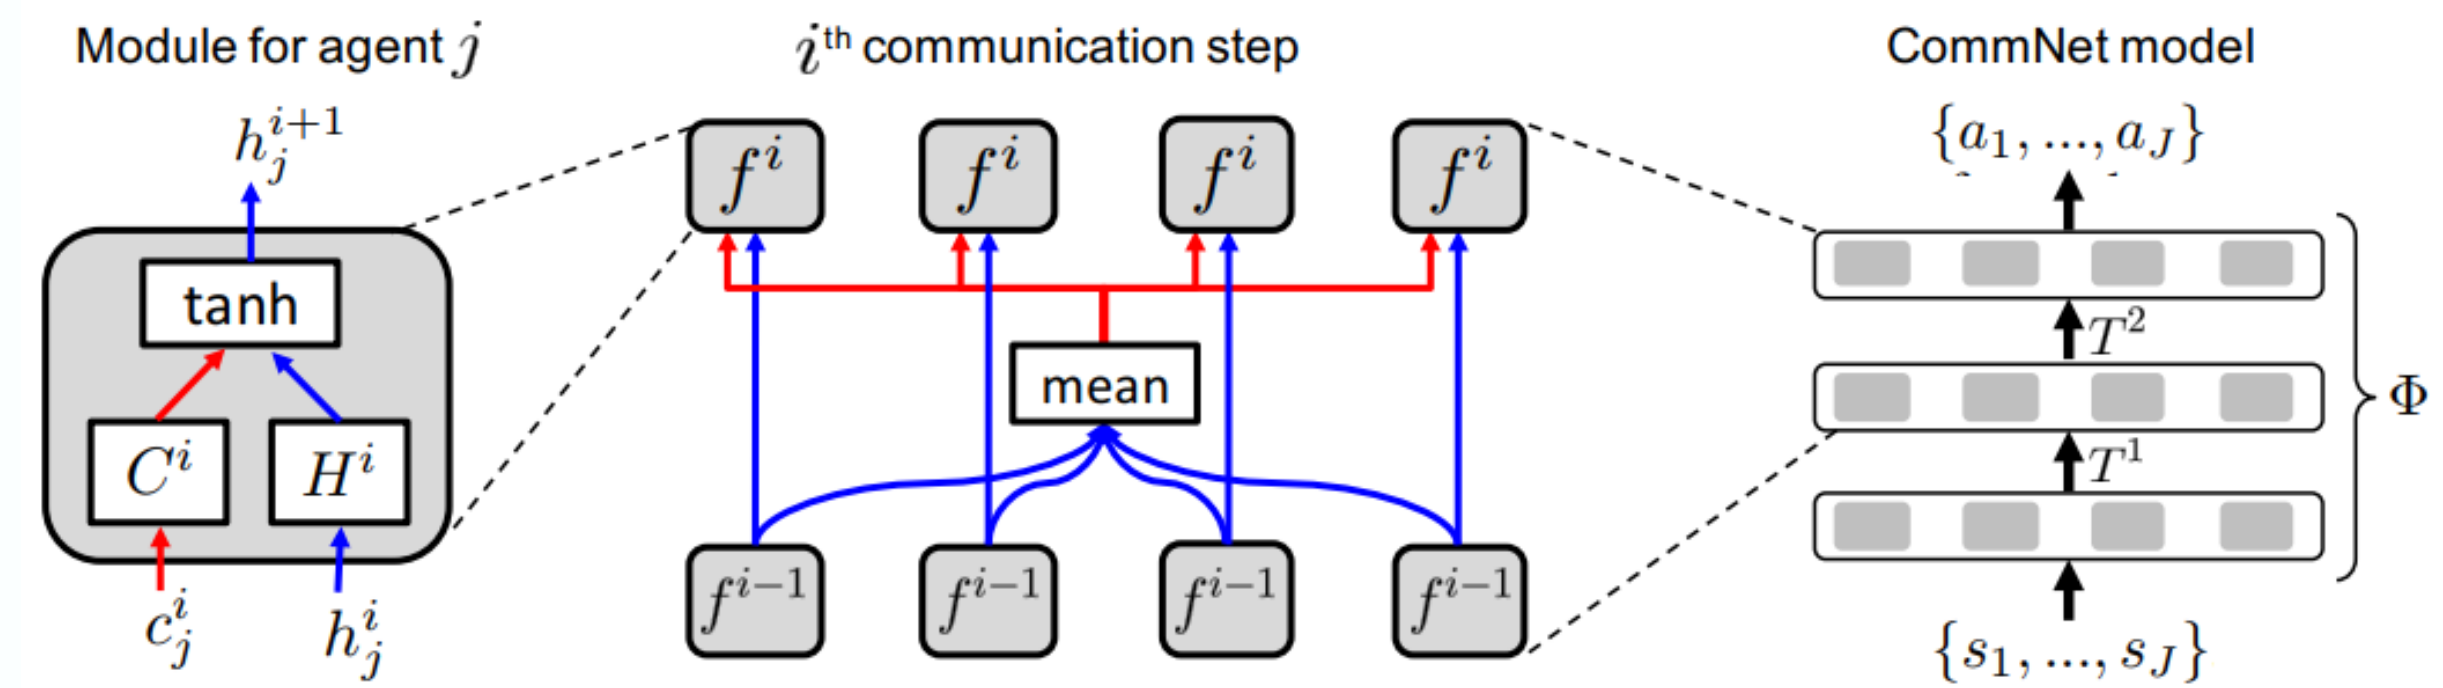 Module for agent j
h_j^{i+1}
tanh
C^i
H^i
c_j^i
h_j^i
i^{th} communication step
f^i
f^i
f^i
f^i
mean
f^{i-1}
f^{i-1}
f^{i-1}
f^{i-1}
CommNet model
{a_1, ..., a_J}
T^2
Φ
T^1
{s_1, ..., s_J}